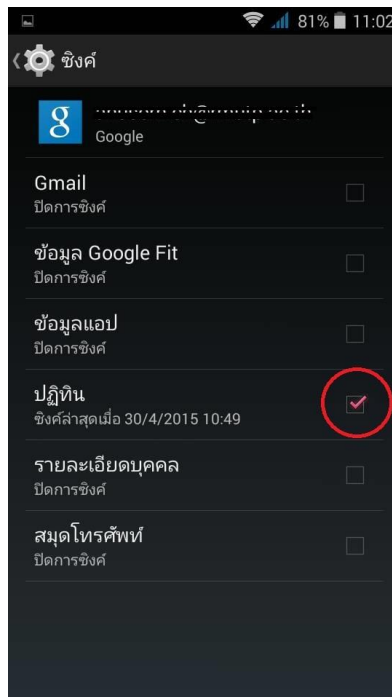 81% 11:02
ซิงค์
Google
Gmail
ปิดการซิงค์
ข้อมูล Google Fit
ปิดการซิงค์
ข้อมูลแอป
ปิดการซิงค์
ปฏิทิน
ซิงค์ล่าสุดเมื่อ 30/4/2015 10:49
รายละเอียดบุคคล
ปิดการซิงค์
สมุดโทรศัพท์
ปิดการซิงค์